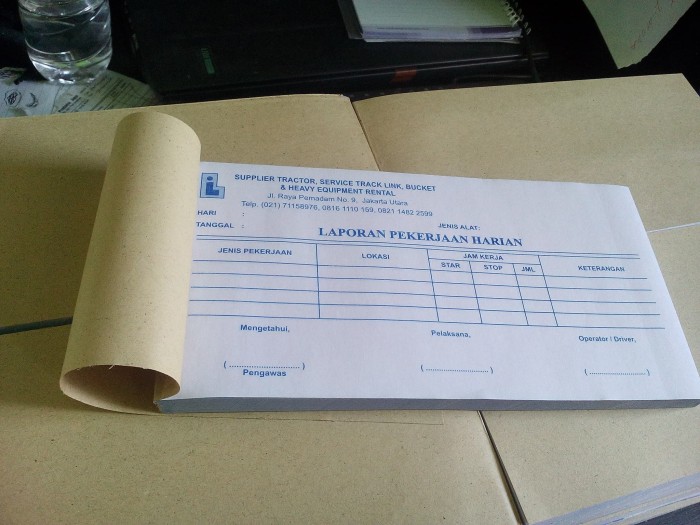 SUPPLIER TRACTOR, SERVICE TRACK LINK, BUCKET
& HEAVY EQUIPMENT RENTAL
Jl. Raya Pemadam No. 9. Jakarta Utara
Telp. (021) 71156976, 0816 1110 159, 0821 1482 2599
HARI :
TANGGAL : JENIS ALAT:
LAPORAN PEKERJAAN HARIAN
JENIS PEKERJAAN LOKASI JAM KERJA KETERANGAN
STAR STOP JML
Mengetahui, Pelaksana, Operator / Driver,
(..........................) (..........................) (......................)
Pengawas